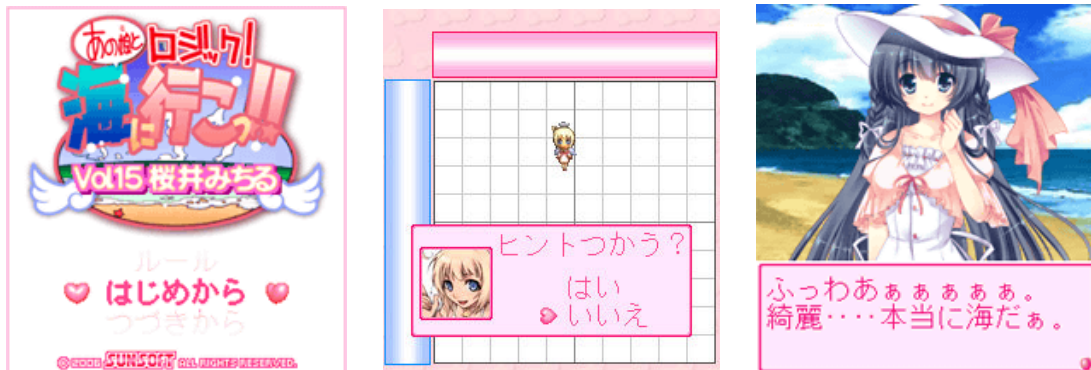 あの娘と
ロジック!
海に行こっ!!
Vol.15 桜井みちる
ルール
はじめから
つづきから
©2008 SUNSOFT ALL RIGHTS RESERVED.
ヒントつかう?
はい
いいえ
ふっわあぁぁぁぁぁ。
綺麗‥‥本当に海だぁ。